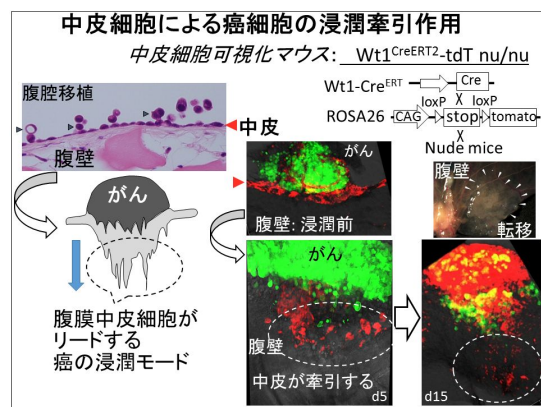 中皮細胞による癌細胞の浸潤牽引作用
中皮細胞可視化マウス: Wt1CreERT2-tdT nu/nu
腹腔移植
中皮
腹壁
Wt1-CreERT
Cre
loxP
X
loxP
ROSA26
CAG
stop
tomato
X
Nude mice
がん
腹壁: 浸潤前
腹壁
転移
がん
腹膜中皮細胞が
リードする
癌の浸潤モード
がん
腹壁
中皮が牽引する
d5
d15